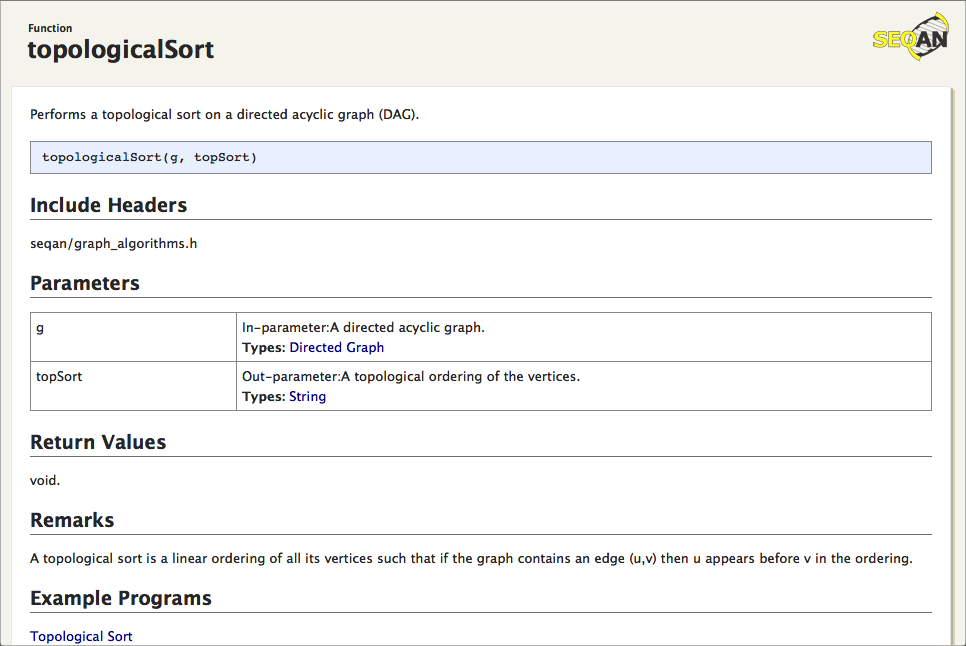 Function
topologicalSort
SEQAN
Performs a topological sort on a directed acyclic graph (DAG).
topologicalSort(g, topSort)
Include Headers
seqan/graph_algorithms.h
Parameters
g
In-parameter:A directed acyclic graph.
Types: Directed Graph
topSort
Out-parameter:A topological ordering of the vertices.
Types: String
Return Values
void.
Remarks
A topological sort is a linear ordering of all its vertices such that if the graph contains an edge (u,v) then u appears before v in the ordering.
Example Programs
Topological Sort